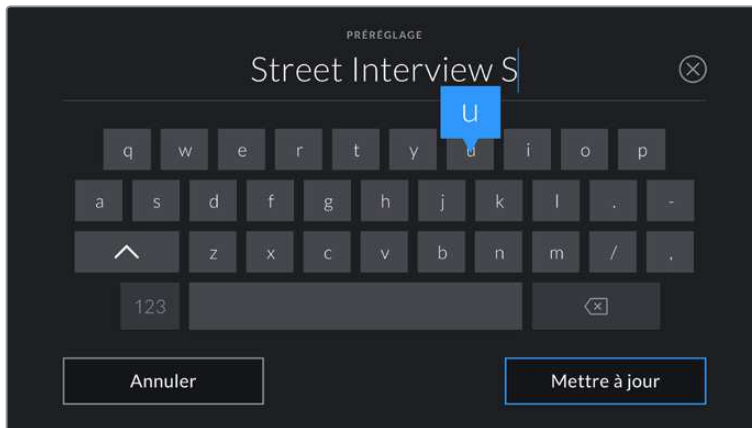 PRÉRÉGLAGE
Street Interview S
u
q w e r t y u i o p
a s d f g h j k l . -
z x c v b n m / ,
123
Annuler Mettre à jour